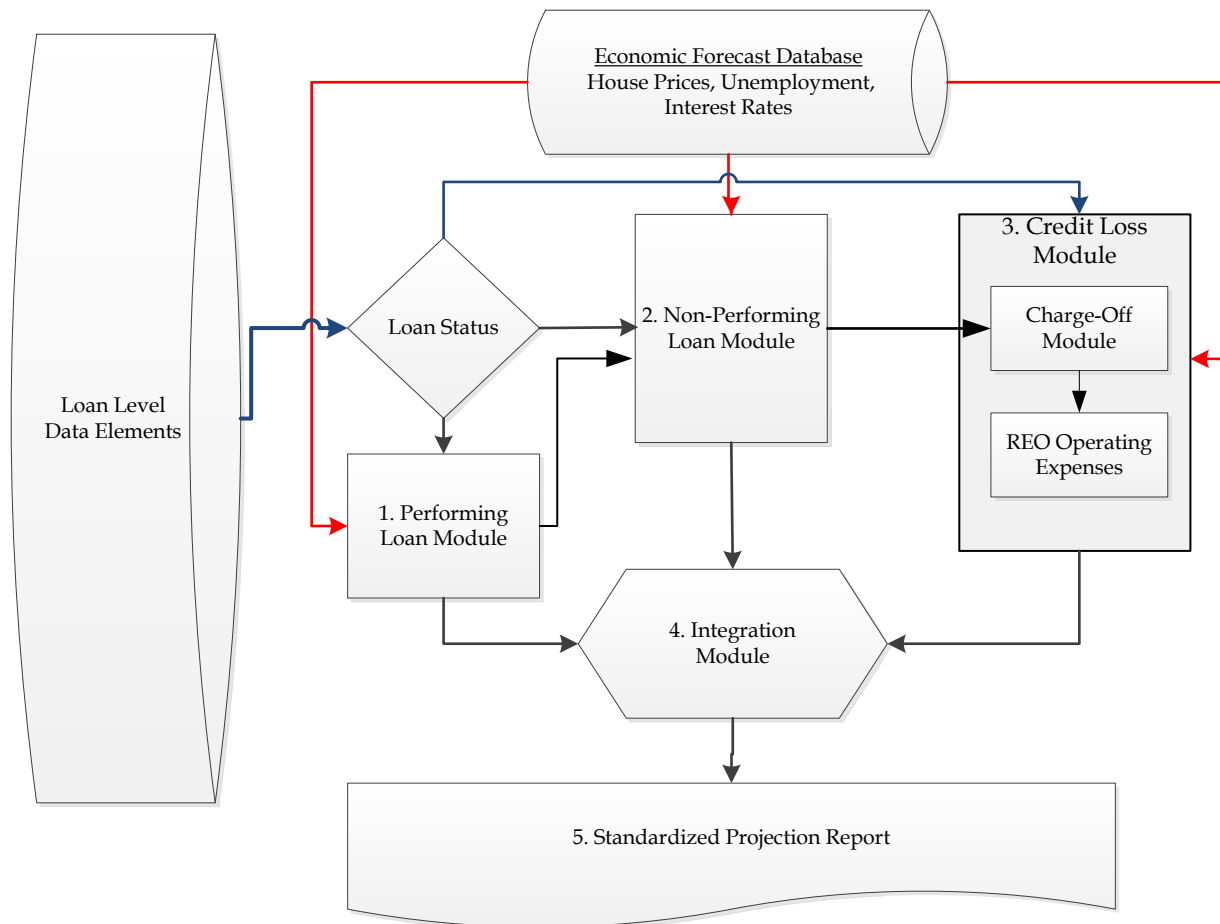 Economic Forecast Database
House Prices, Unemployment,
Interest Rates
3. Credit Loss
Module
Loan Status
2. Non-Performing
Loan Module
Charge-Off
Module
Loan Level
Data Elements
REO Operating
Expenses
1. Performing
Loan Module
4. Integration
Module
5. Standardized Projection Report